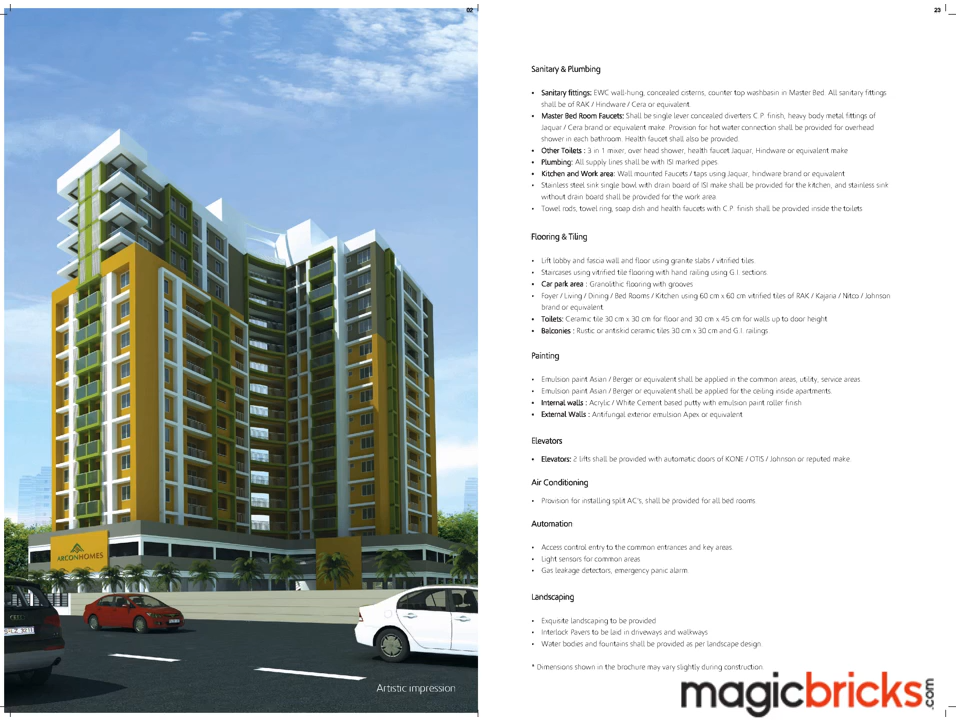 02
ARCONHOMES
Artistic impression
23
Sanitary & Plumbing
• Sanitary fittings: EWC wall-hung, concealed cisterns, counter top washbasin in Master Bed. All sanitary fittings
shall be of RAK / Hindware / Cera or equivalent.
• Master Bed Room Faucets: Shall be single lever concealed diverters C.P. finish, heavy body metal fittings of
Jaquar / Cera brand or equivalent make. Provision for hot water connection shall be provided for overhead
shower in each bathroom. Health faucet shall also be provided.
• Other Toilets : 3 in 1 mixer, over head shower, health faucet Jaquar, Hindware or equivalent make
• Plumbing: All supply lines shall be with ISI marked pipes
• Kitchen and Work area: Wall mounted Faucets / taps using Jaquar, hindware brand or equivalent
• Stainless steel sink single bowl with drain board of ISI make shall be provided for the kitchen, and stainless sink
without drain board shall be provided for the work area.
• Towel rods, towel ring, soap dish and health faucets with C.P. finish shall be provided inside the toilets
Flooring & Tiling
• Lift lobby and fascia wall and floor using granite slabs / vitrified tiles.
• Staircases using vitrified tile flooring with hand railing using G.I. sections.
• Car park area : Granolithic flooring with grooves
• Foyer / Living / Dining / Bed Rooms / Kitchen using 60 cm x 60 cm vitrified tiles of RAK / Kajaria / Nitco / Johnson
brand or equivalent
• Toilets: Ceramic tile 30 cm x 30 cm for floor and 30 cm x 45 cm for walls up to door height
• Balconies : Rustic or antiskid ceramic tiles 30 cm x 30 cm and G.I. railings
Painting
• Emulsion paint Asian / Berger or equivalent shall be applied in the common areas, utility, service areas
• Emulsion paint Asian / Berger or equivalent shall be applied for the ceiling inside apartments.
• Internal walls : Acrylic / White Cement based putty with emulsion paint roller finish
• External Walls : Antifungal exterior emulsion Apex or equivalent
Elevators
• Elevators: 2 lifts shall be provided with automatic doors of KONE / OTIS / Johnson or reputed make.
Air Conditioning
• Provision for installing split AC's, shall be provided for all bed rooms.
Automation
• Access control entry to the common entrances and key areas
• Light sensors for common areas
• Gas leakage detectors, emergency panic alarm
Landscaping
• Exquisite landscaping to be provided
• Interlock Pavers to be laid in driveways and walkways
• Water bodies and fountains shall be provided as per landscape design.
* Dimensions shown in the brochure may vary slightly during construction
magicbricks.com